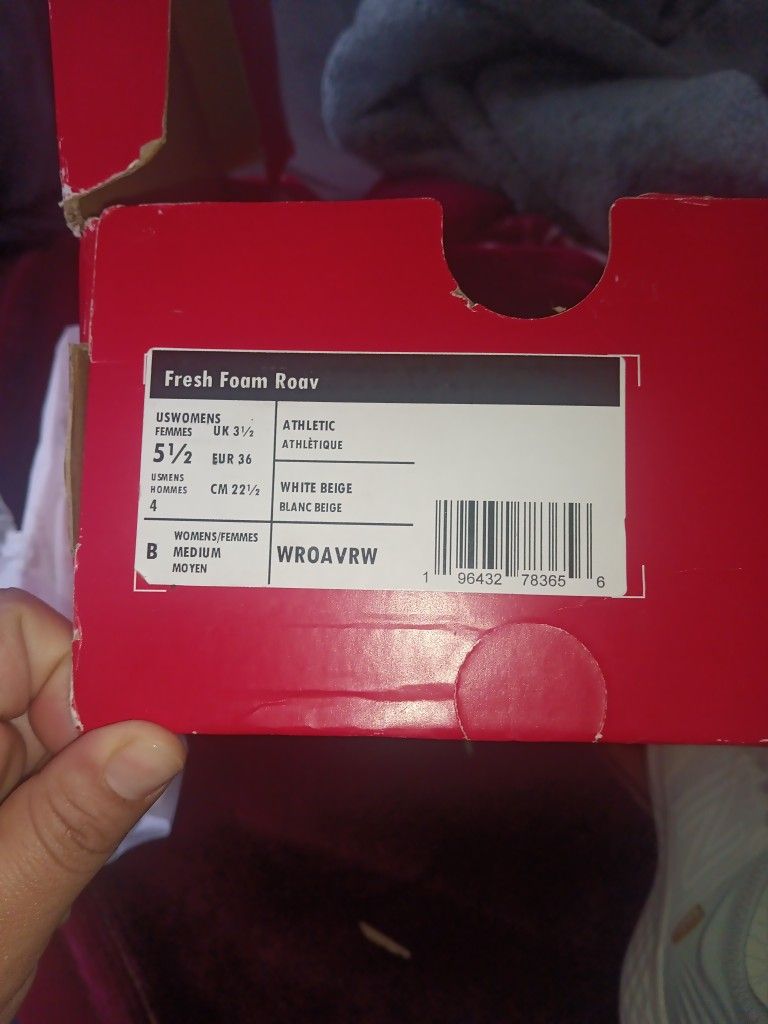 Fresh Foam Roav
USWOMENS
FEMMES UK 3½
5½ EUR 36
USMENS
HOMMES CM 22½
4
ATHLETIC
ATHLÈTIQUE
WHITE BEIGE
BLANC BEIGE
B WOMENS/FEMMES
MEDIUM
MOYEN
WROAVRW
1 96432 78365 6